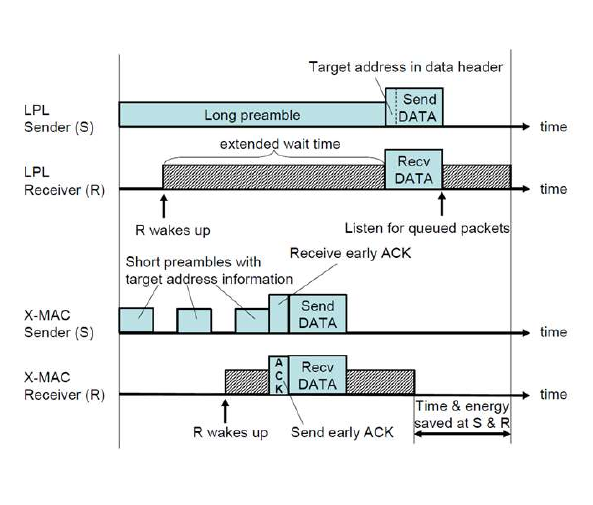 Target address in data header
LPL
Sender (S)
Long preamble
Send
DATA
time
extended wait time
LPL
Receiver (R)
Recv
DATA
time
R wakes up
Listen for queued packets
Short preambles with
target address information
Receive early ACK
X-MAC
Sender (S)
Send
DATA
time
X-MAC
Receiver (R)
A
C
K
Recv
DATA
time
R wakes up
Send early ACK
Time & energy
saved at S & R